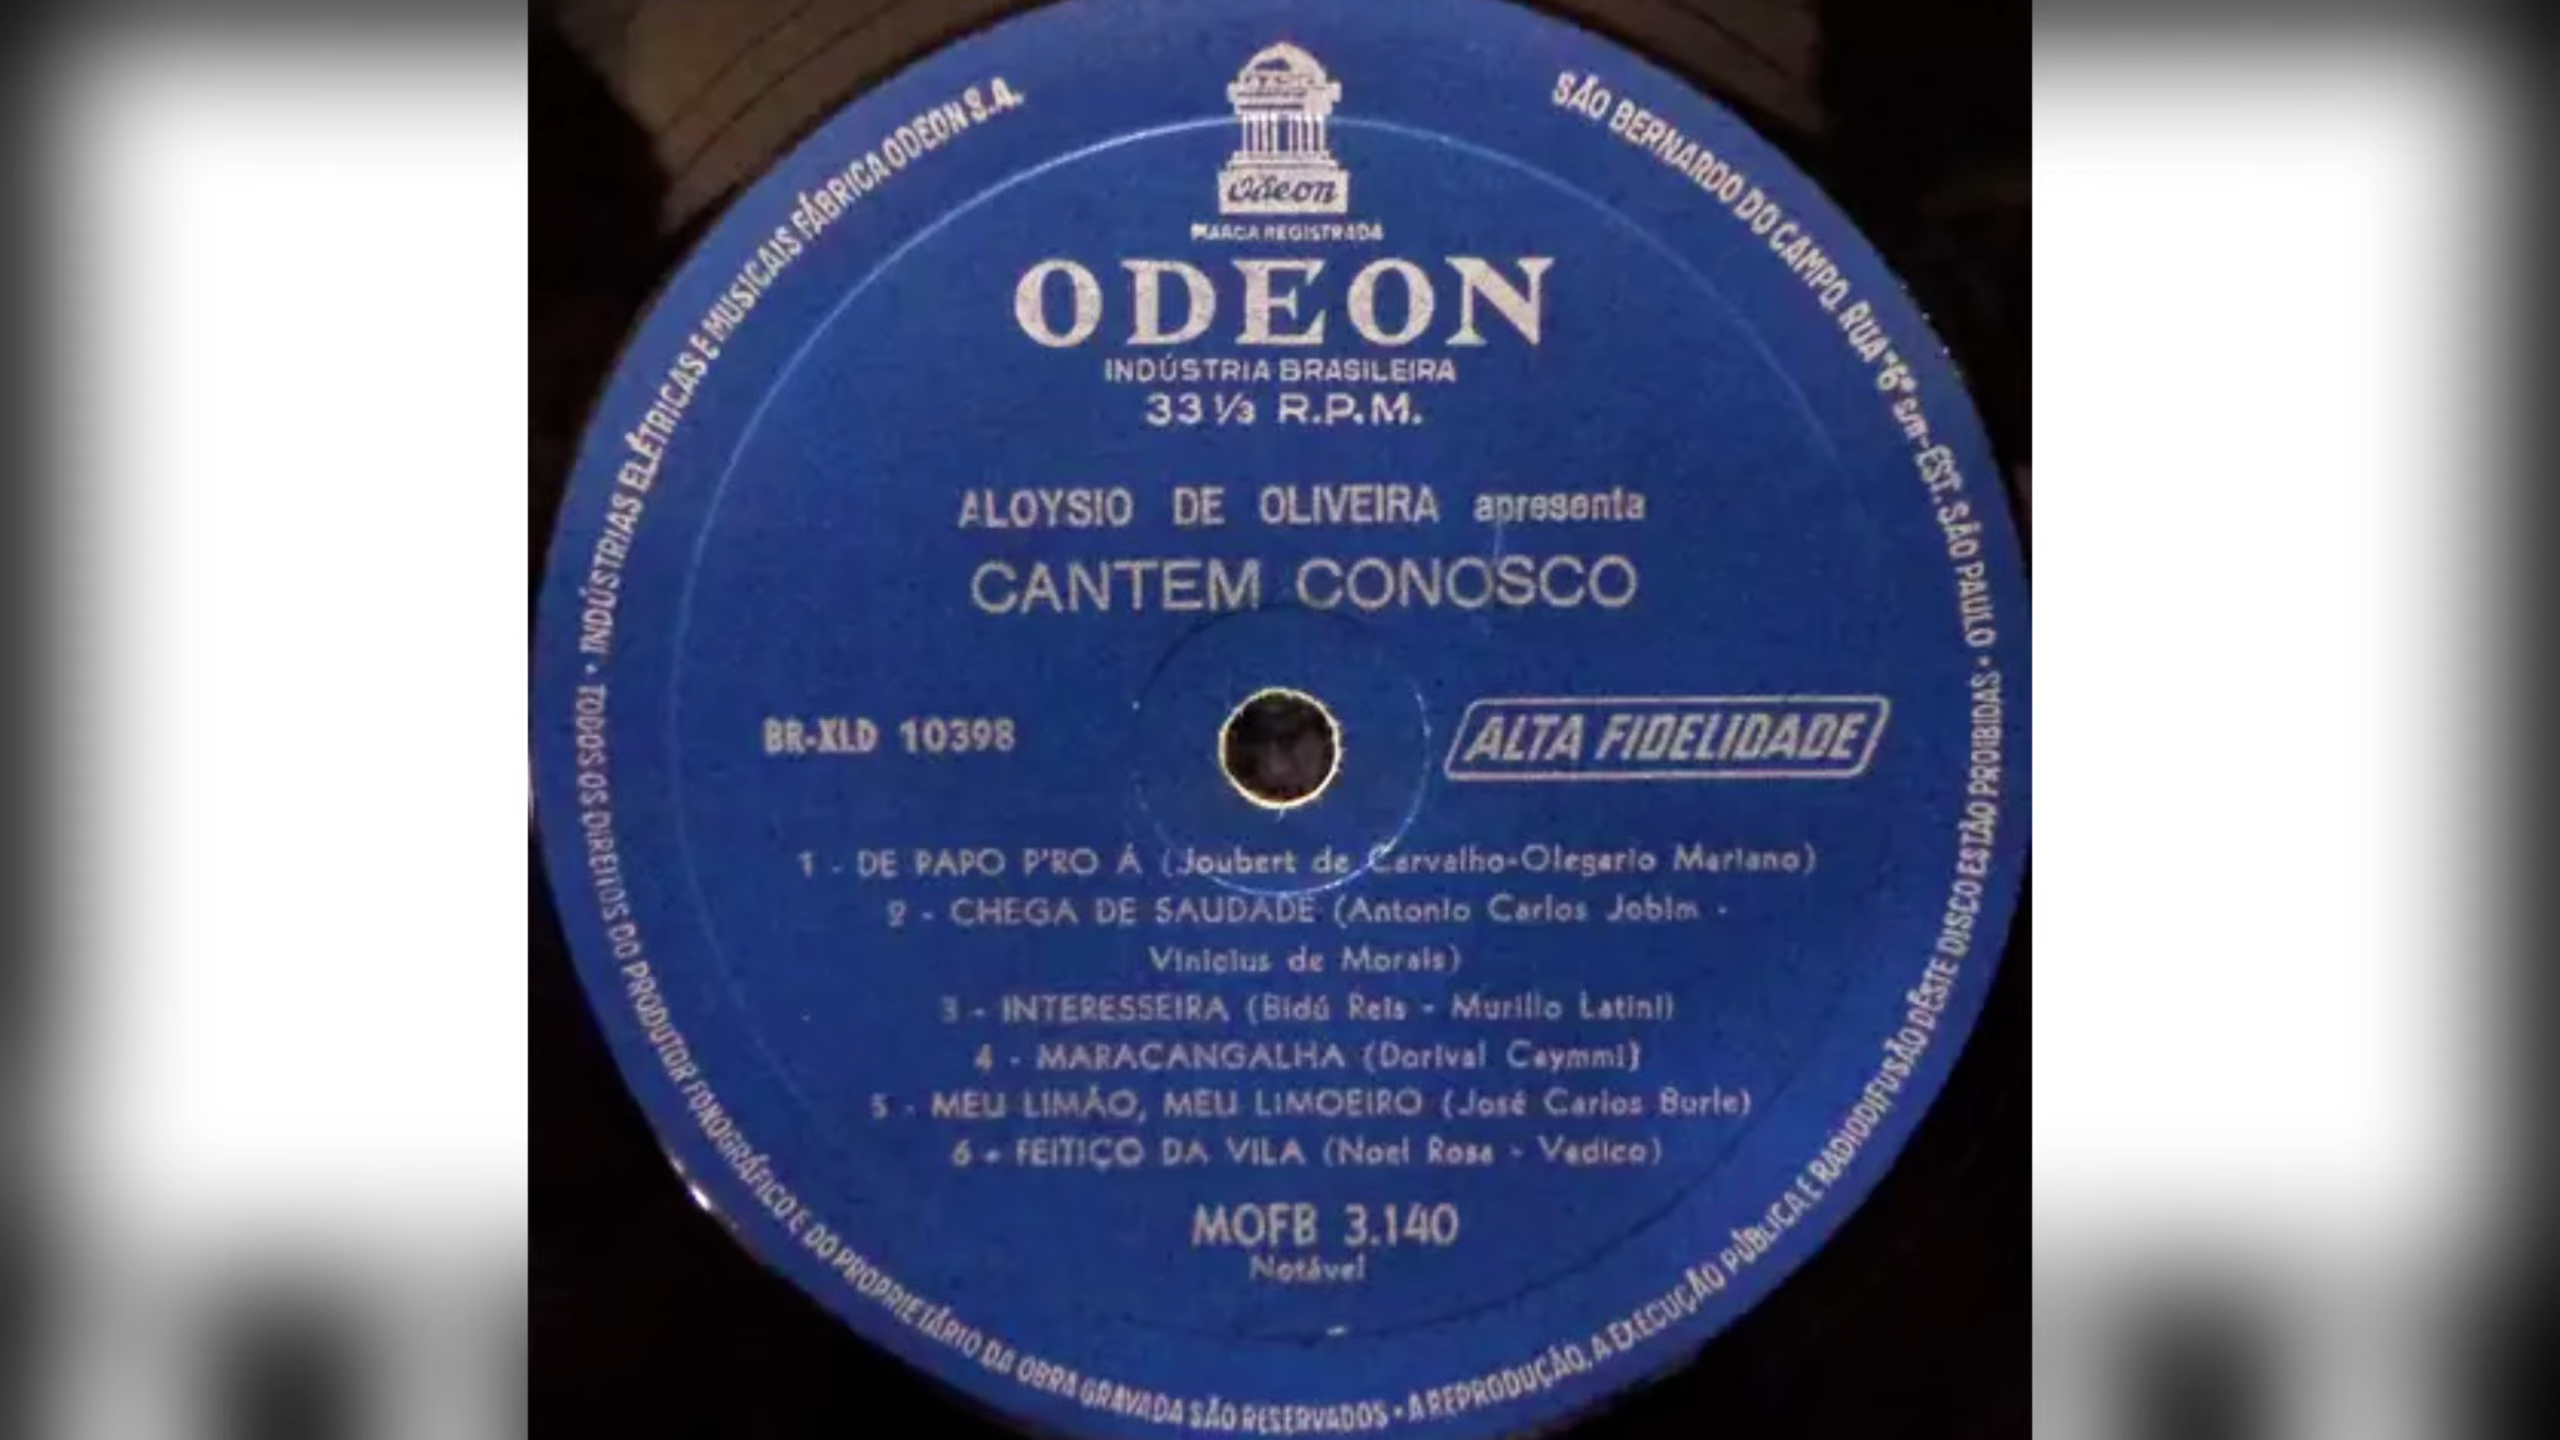 Odeon
MARCA REGISTRADA
ODEON
INDÚSTRIA BRASILEIRA
33 1/3 R.P.M.
ALOYSIO DE OLIVEIRA apresenta
CANTEM CONOSCO
BR-XLD 10398
ALTA FIDELIDADE
1 - DE PAPO P'RO Á (Joubert de Carvalho-Olegario Mariano)
2 - CHEGA DE SAUDADE (Antonio Carlos Jobim -
Vinicius de Morais)
3 - INTERESSEIRA (Bidú Reis - Murillo Latini)
4 - MARACANGALHA (Dorival Caymmi)
5 - MEU LIMÃO, MEU LIMOEIRO (José Carlos Burle)
6 - FEITIÇO DA VILA (Noel Rosa - Vadico)
MOFB 3.140
Notável
INDÚSTRIAS ELÉTRICAS E MUSICAIS FÁBRICA ODEON S.A.
SÃO BERNARDO DO CAMPO, RUA "6" s/n - EST. SÃO PAULO •
TODOS OS DIREITOS DO PRODUTOR FONOGRÁFICO E DO PROPRIETÁRIO DA OBRA GRAVADA SÃO RESERVADOS • A REPRODUÇÃO, A EXECUÇÃO PÚBLICA E RADIODIFUSÃO DÊSTE DISCO ESTÃO PROIBIDAS •